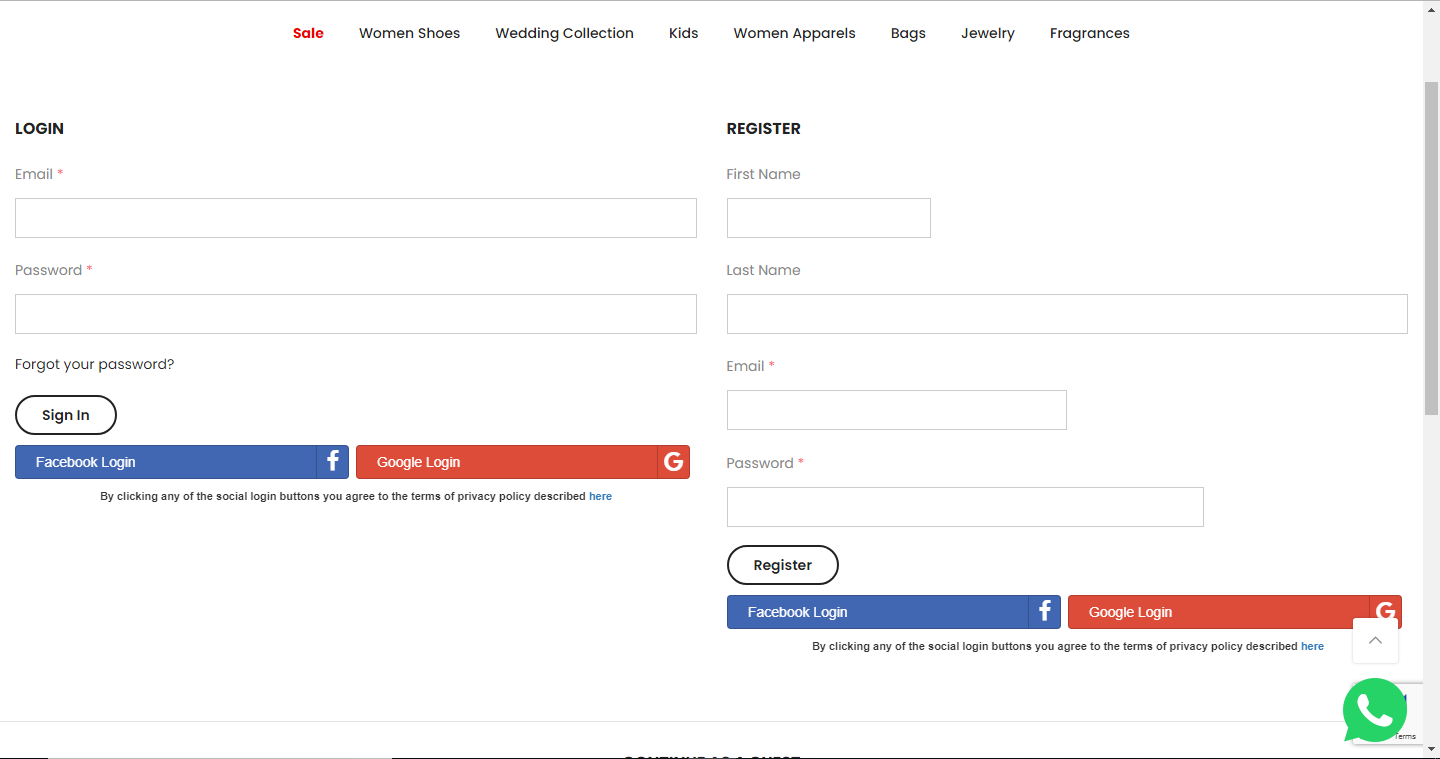 Sale Women Shoes Wedding Collection Kids Women Apparels Bags Jewelry Fragrances
LOGIN
Email *
Password *
Forgot your password?
Sign In
Facebook Login
Google Login
By clicking any of the social login buttons you agree to the terms of privacy policy described here
REGISTER
First Name
Last Name
Email *
Password *
Register
Facebook Login
Google Login
By clicking any of the social login buttons you agree to the terms of privacy policy described here
Terms